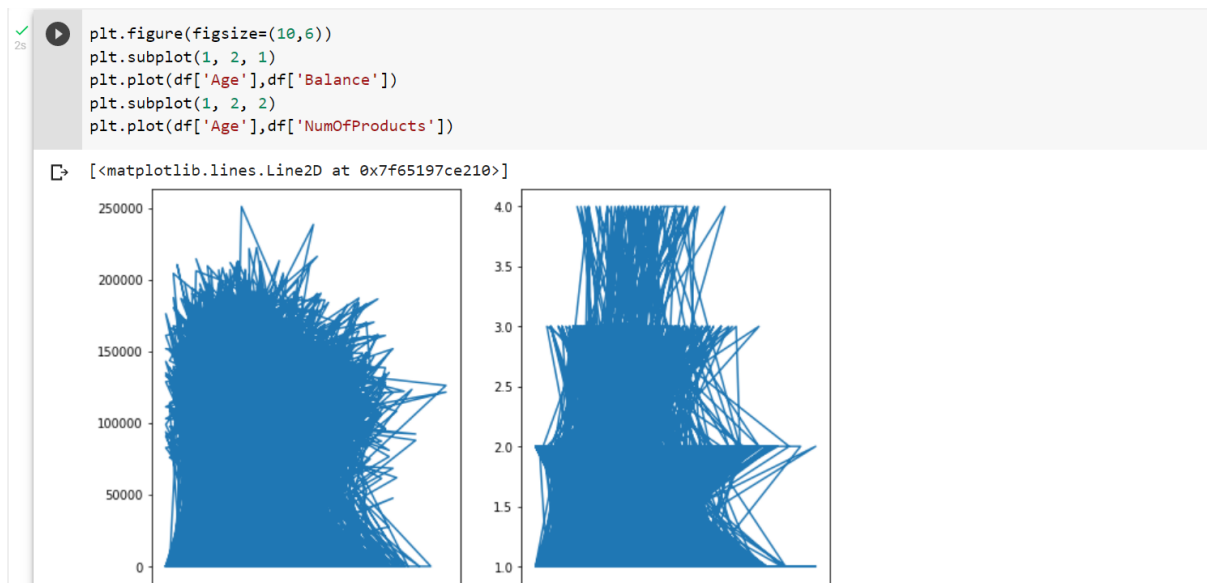 plt.figure(figsize=(10,6))
2s
plt.subplot(1, 2, 1)
plt.plot(df['Age'],df['Balance'])
plt.subplot(1, 2, 2)
plt.plot(df['Age'],df['NumOfProducts'])
[<matplotlib.lines.Line2D at 0x7f65197ce210>]
250000
200000
150000
100000
50000
0
4.0
3.5
3.0
2.5
2.0
1.5
1.0